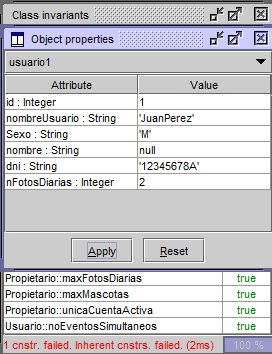 Class invariants
Object properties
usuario1
Attribute Value
id : Integer 1
nombreUsuario : String 'JuanPerez'
Sexo : String 'M'
nombre : String null
dni : String '12345678A'
nFotosDiarias : Integer 2
Apply Reset
Propietario::maxFotosDiarias true
Propietario::maxMascotas true
Propietario::unicaCuentaActiva true
Usuario::noEventosSimultaneos true
1 cnstr. failed. Inherent cnstrs. failed. (2ms) 100 %